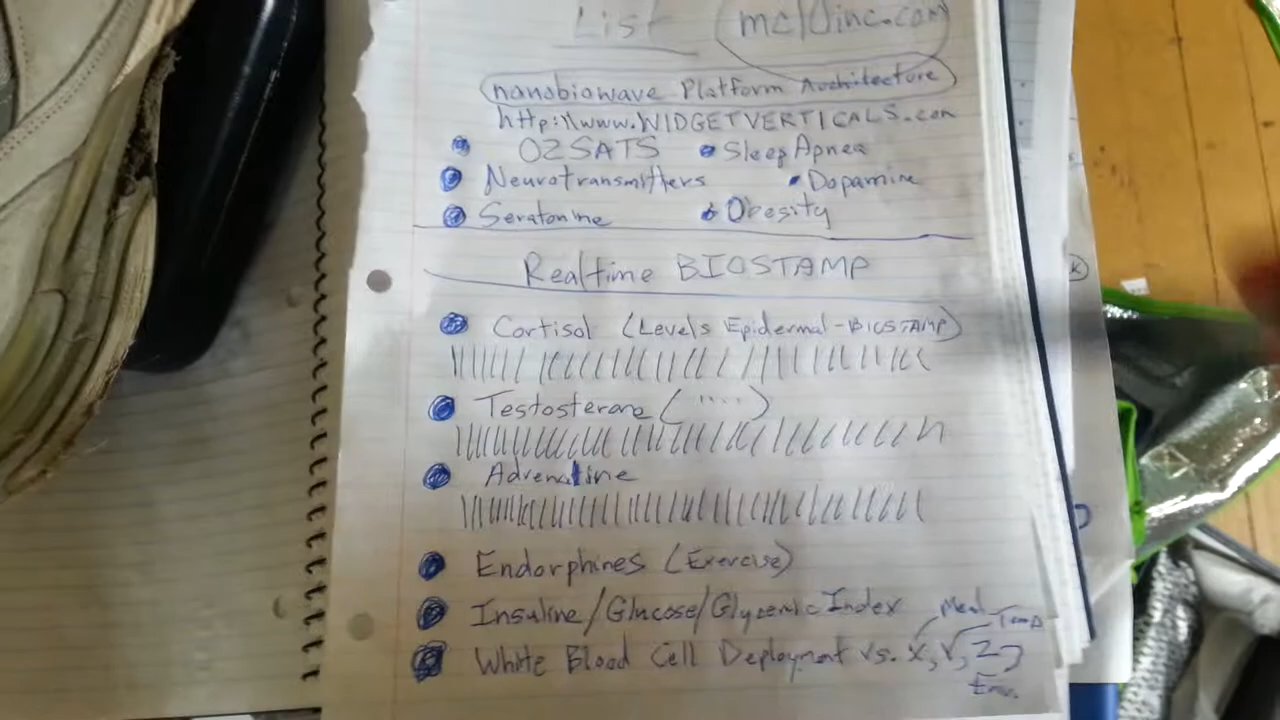 List
nanobiowave Platform Architecture
http://www.WIDGETVERTICALS.com
O2SATS • Sleep Apnea
Neurotransmitters • Dopamine
Seratonine • Obesity
Realtime BIOSTAMP
Cortisol (Levels Epidermal-BIOSTAMP)
Testosterone (....)
Adrenaline
Endorphines (Exercise)
Insuline/Glucose/Glycemic Index
Med Temp
White Blood Cell Deployment vs. x, y, z
Env.